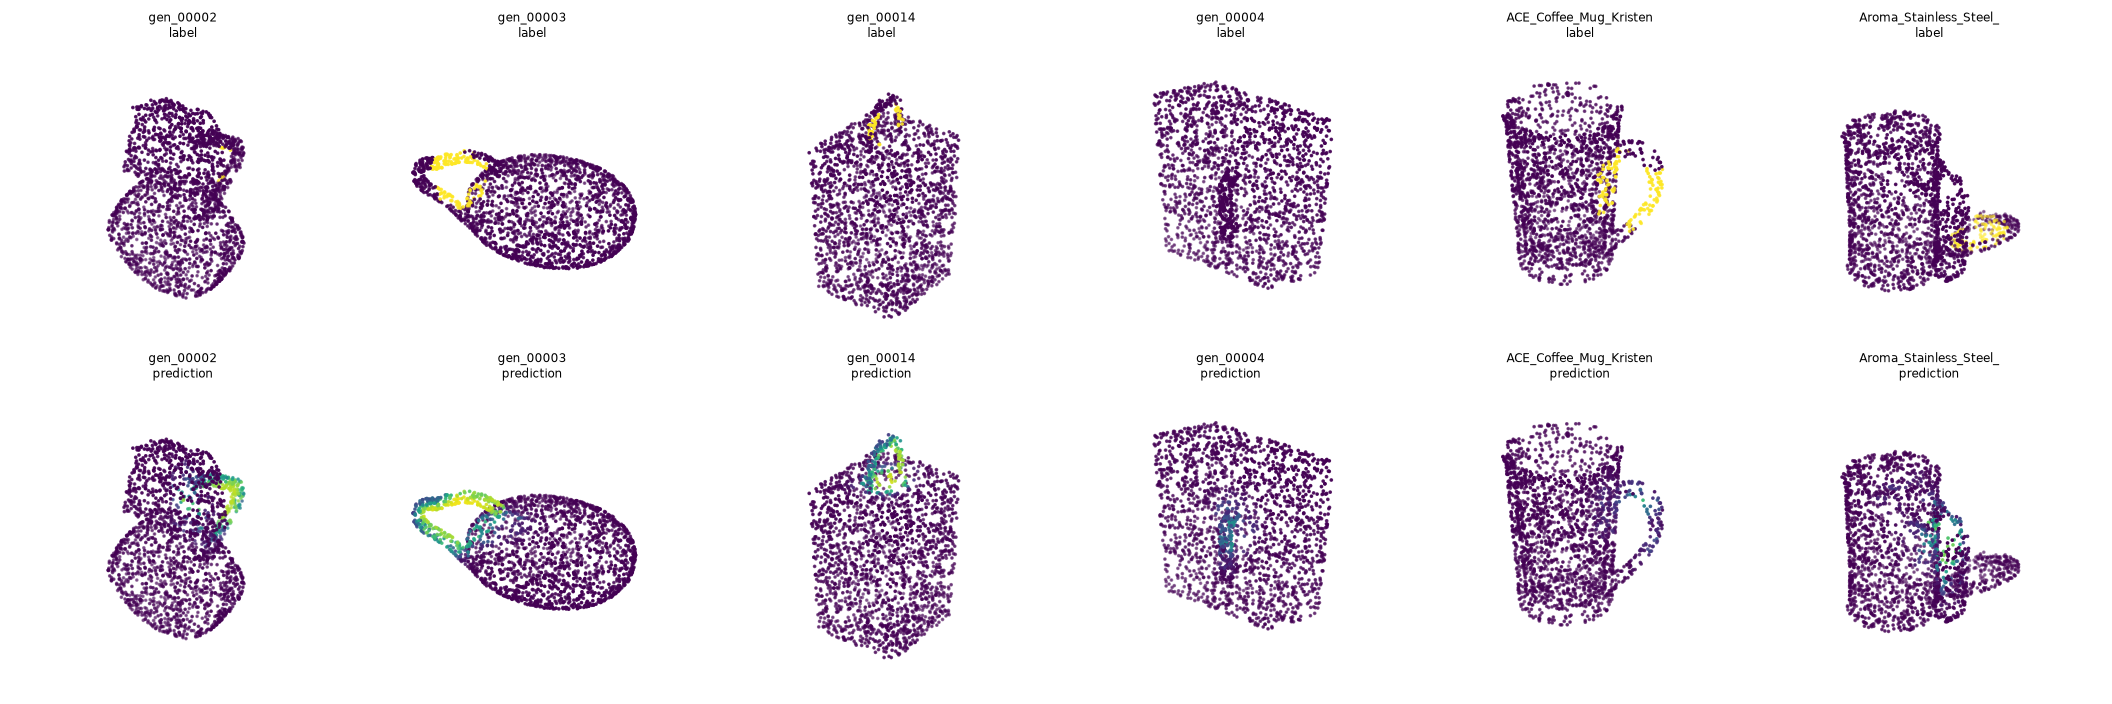 gen_00002
label
gen_00003
label
gen_00014
label
gen_00004
label
ACE_Coffee_Mug_Kristen
label
Aroma_Stainless_Steel_
label
gen_00002
prediction
gen_00003
prediction
gen_00014
prediction
gen_00004
prediction
ACE_Coffee_Mug_Kristen
prediction
Aroma_Stainless_Steel_
prediction